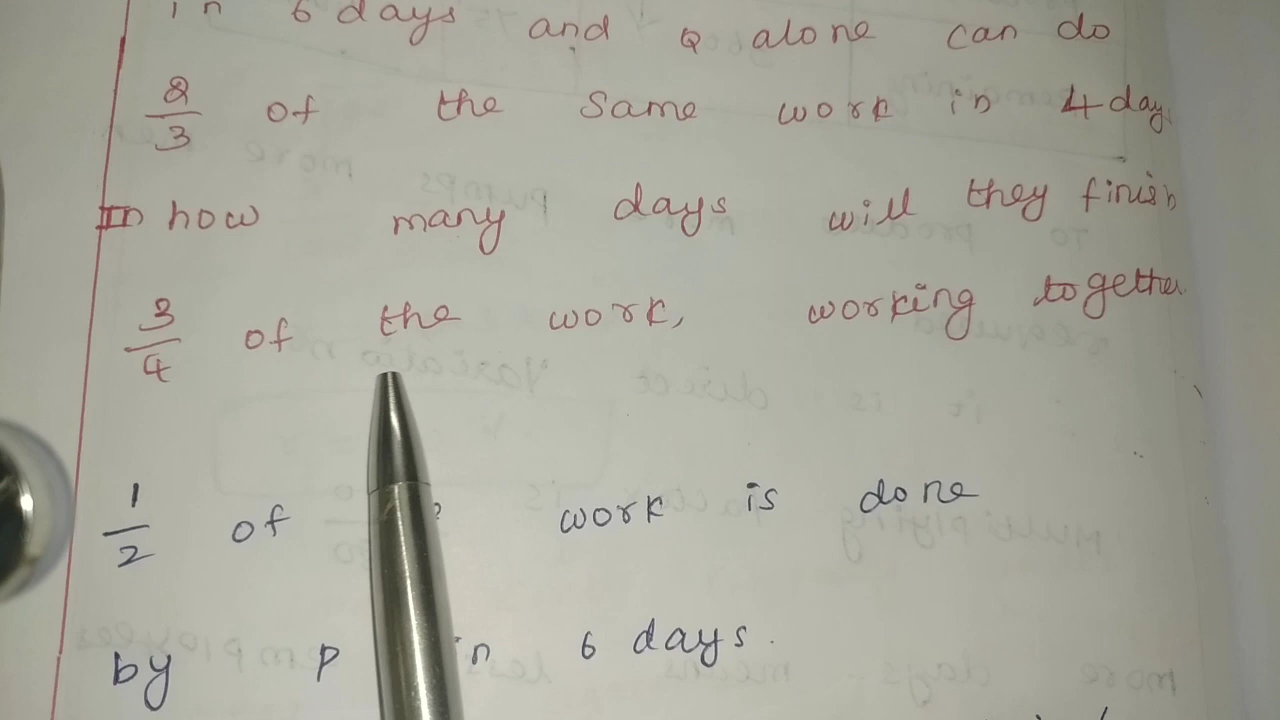 in 6 days and Q alone can do
2/3 of the same work in 4 day
In how many days will they finish
3/4 of the work, working together
1/2 of work is done
by P in 6 days.